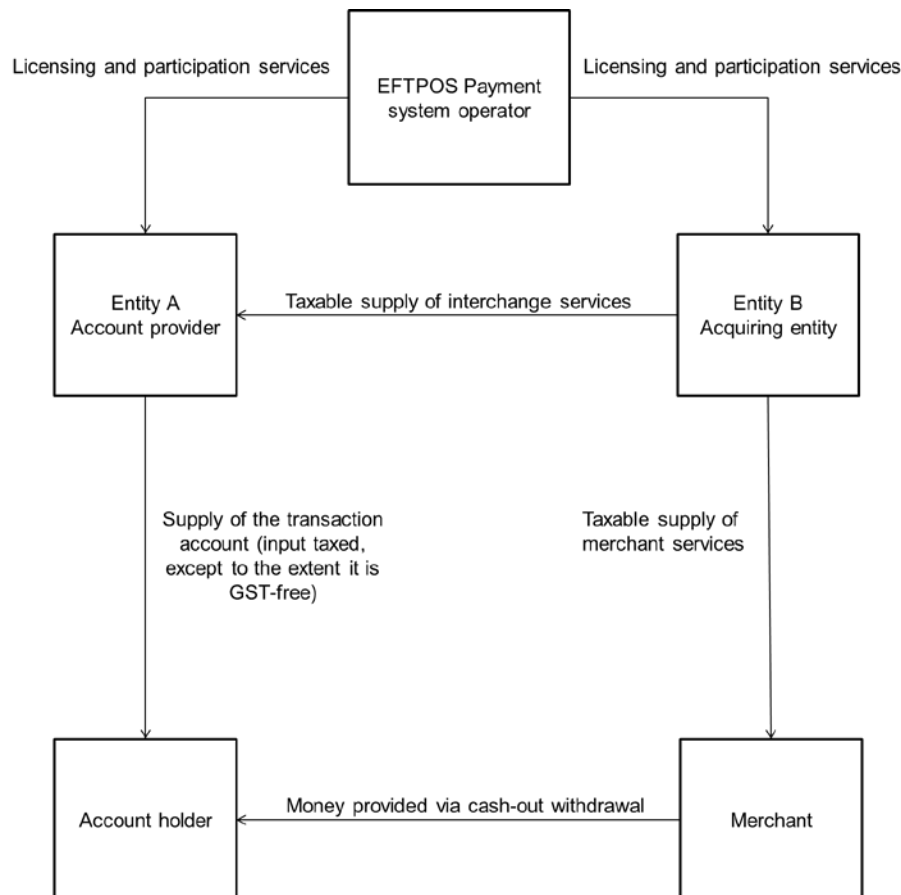 Licensing and participation services
Licensing and participation services
EFTPOS Payment
system operator
Entity A
Account provider
Taxable supply of interchange services
Entity B
Acquiring entity
Supply of the transaction
account (input taxed,
except to the extent it is
GST-free)
Taxable supply of
merchant services
Account holder
Money provided via cash-out withdrawal
Merchant